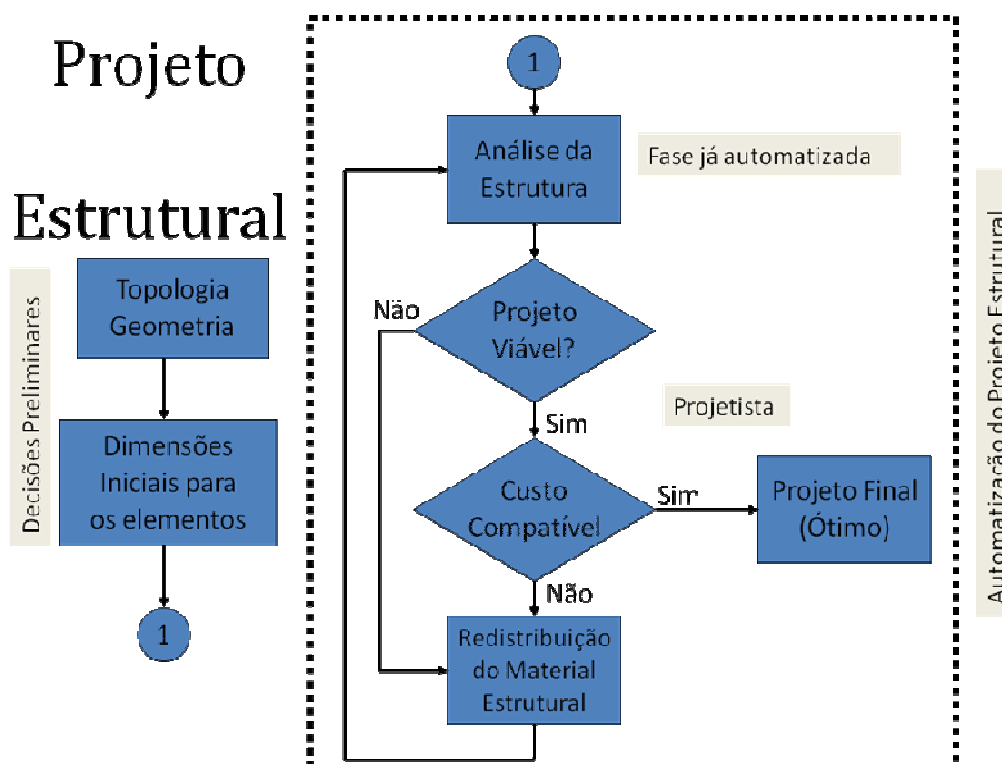 Projeto
Estrutural
Decisões Preliminares
Topologia
Geometria
Dimensões
Iniciais para
os elementos
1
1
Análise da
Estrutura
Fase já automatizada
Projeto
Viável?
Não
Sim
Projetista
Custo
Compatível
Sim
Projeto Final
(Ótimo)
Não
Redistribuição
do Material
Estrutural
Automatização do Projeto Estrutural